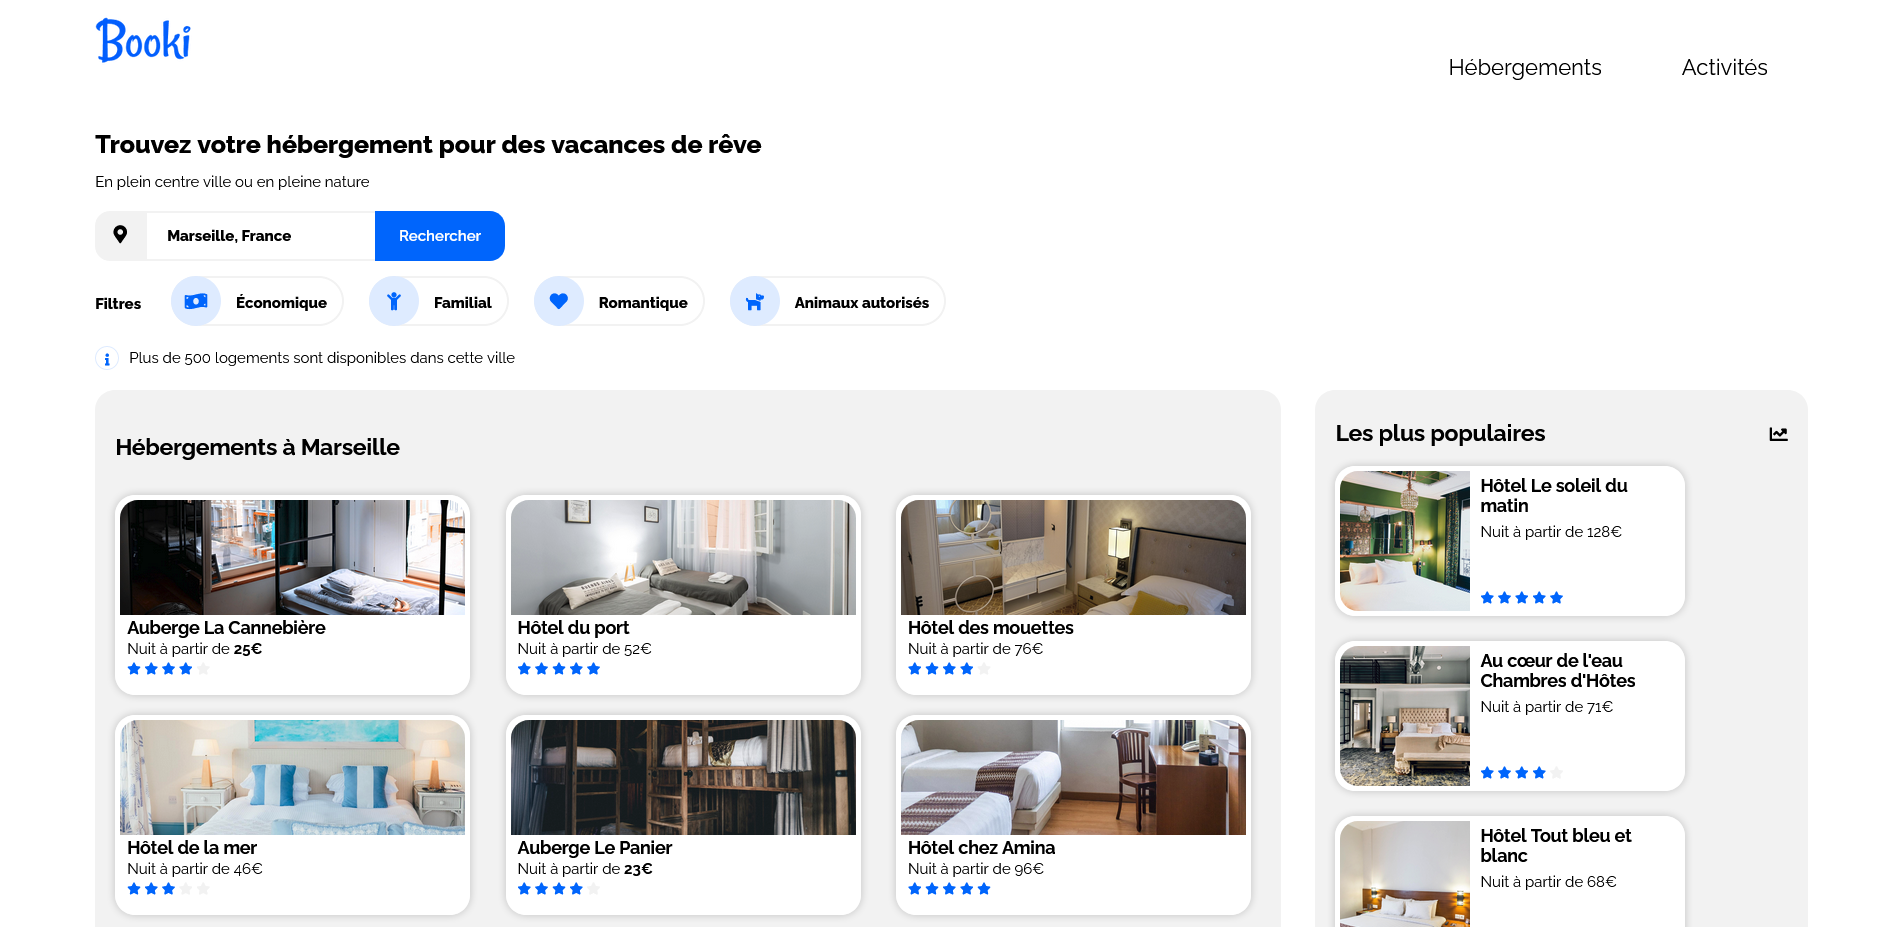 Booki
Hébergements
Activités
Trouvez votre hébergement pour des vacances de rêve
En plein centre ville ou en pleine nature
Marseille, France
Rechercher
Filtres
Économique
Familial
Romantique
Animaux autorisés
Plus de 500 logements sont disponibles dans cette ville
Hébergements à Marseille
Auberge La Cannebière
Nuit à partir de 25€
Hôtel du port
Nuit à partir de 52€
Hôtel des mouettes
Nuit à partir de 76€
Hôtel de la mer
Nuit à partir de 46€
Auberge Le Panier
Nuit à partir de 23€
Hôtel chez Amina
Nuit à partir de 96€
Les plus populaires
Hôtel Le soleil du
matin
Nuit à partir de 128€
Au cœur de l'eau
Chambres d'Hôtes
Nuit à partir de 71€
Hôtel Tout bleu et
blanc
Nuit à partir de 68€